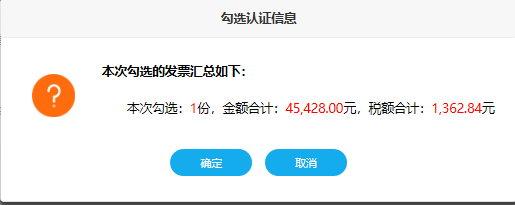 勾选认证信息
本次勾选的发票汇总如下：
?
本次勾选：1份，金额合计：45,428.00元，税额合计：1,362.84元
确定 取消